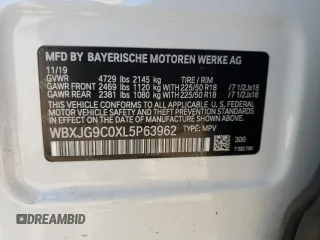 MFD BY BAYERISCHE MOTOREN WERKE AG
11/19
GVWR 4729 lbs 2145 kg TIRE / RIM
GAWR FRONT 2469 lbs 1120 kg 225/50 R18 / 7 1/2Jx18
GAWR REAR 2381 lbs 1080 kg 225/50 R18 / 7 1/2Jx18
THIS VEHICLE CONFORMS TO ALL APPLICABLE FEDERAL MOTOR VEHICLE SAFETY, BUMPER, AND THEFT PREVENTION STANDARDS IN EFFECT ON THE DATE OF MANUFACTURE SHOWN ABOVE.
WBXJG9C0XL5P63962
TYPE: MPV
300
DREAMBID